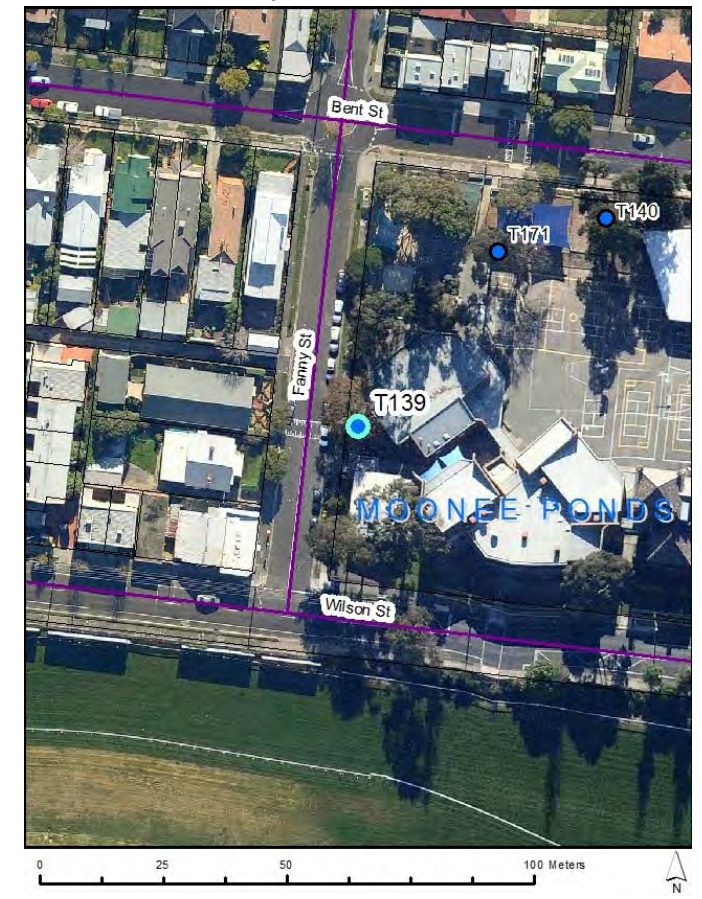 Bent St
T140
T171
Fanny St
T139
MOONEE PONDS
Wilson St
0 25 50 100 Meters
N